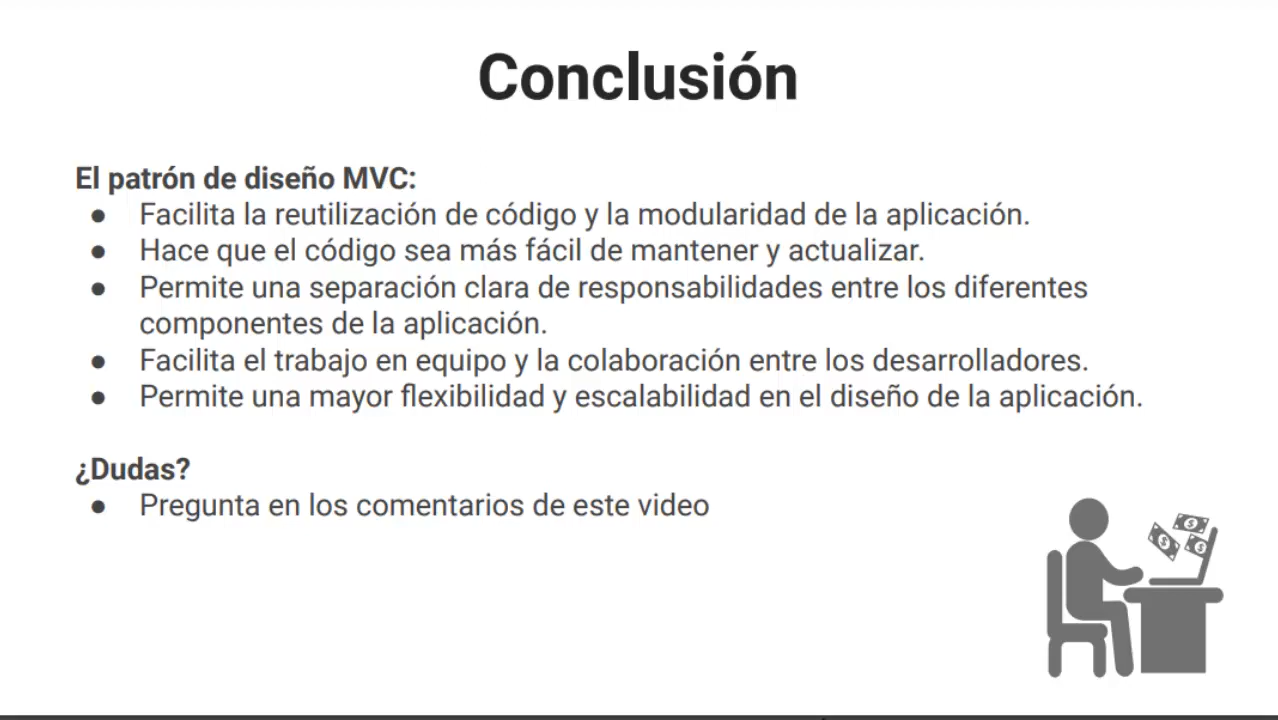 Conclusión
El patrón de diseño MVC:
● Facilita la reutilización de código y la modularidad de la aplicación.
● Hace que el código sea más fácil de mantener y actualizar.
● Permite una separación clara de responsabilidades entre los diferentes
componentes de la aplicación.
● Facilita el trabajo en equipo y la colaboración entre los desarrolladores.
● Permite una mayor flexibilidad y escalabilidad en el diseño de la aplicación.
¿Dudas?
● Pregunta en los comentarios de este video